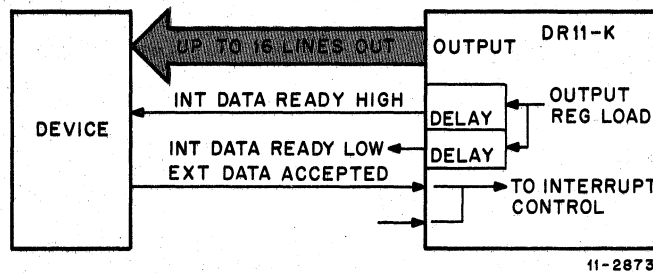 DR11-K
UP TO 16 LINES OUT
OUTPUT
INT DATA READY HIGH
OUTPUT
REG LOAD
DELAY
DEVICE
INT DATA READY LOW
DELAY
EXT DATA ACCEPTED
TO INTERRUPT
CONTROL
11-2873